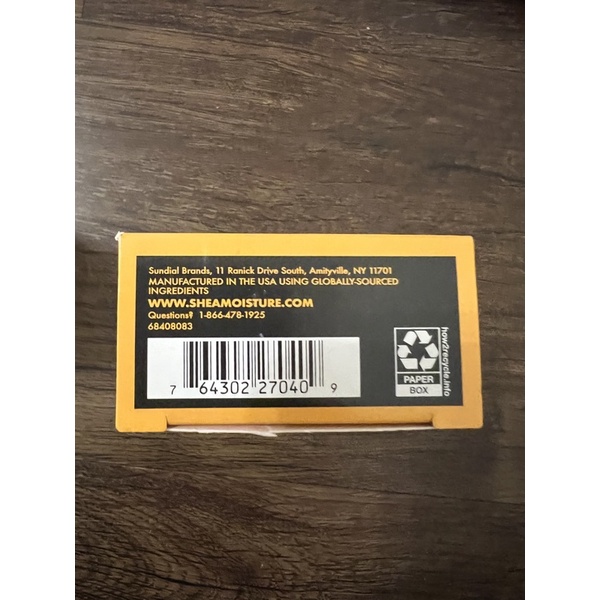 Sundial Brands, 11 Ranick Drive South, Amityville, NY 11701
MANUFACTURED IN THE USA USING GLOBALLY-SOURCED
INGREDIENTS
WWW.SHEAMOISTURE.COM
Questions? 1-866-478-1925
68408083
7 64302 27040 9
PAPER
BOX
how2recycle.info